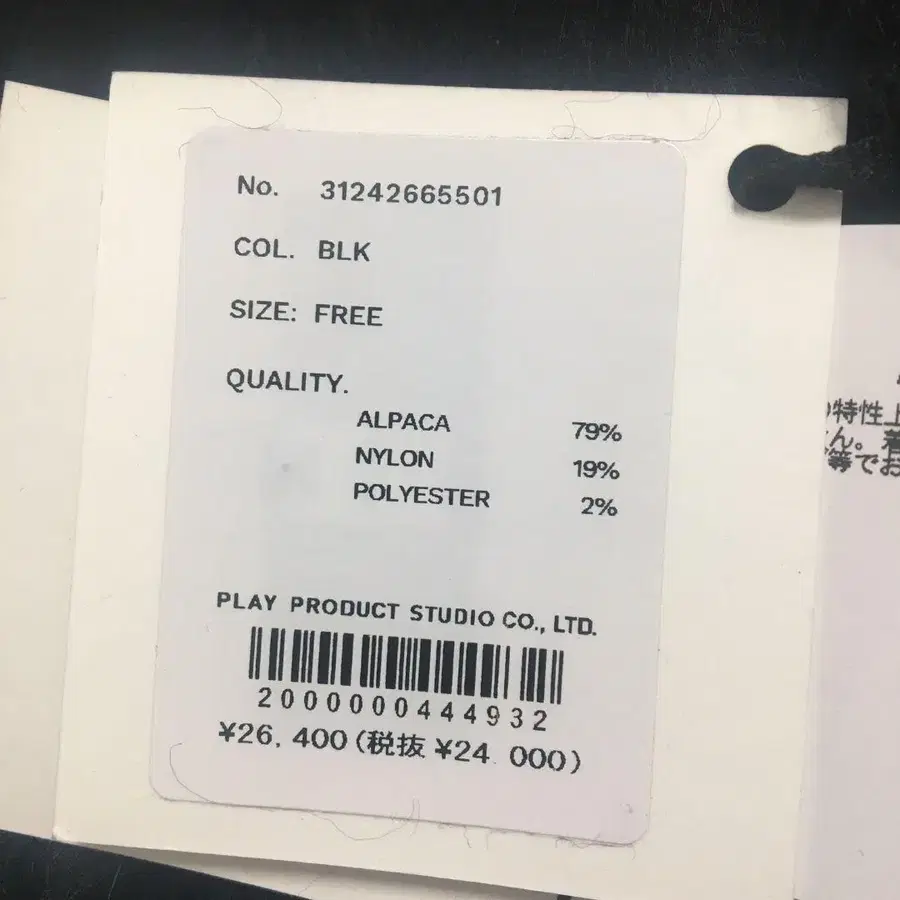 No. 31242665501
COL. BLK
SIZE: FREE
QUALITY.
ALPACA 79%
NYLON 19%
POLYESTER 2%
PLAY PRODUCT STUDIO CO., LTD.
2000000444932
¥26,400(税抜 ¥24 000)
特性上
ん。着
等でお